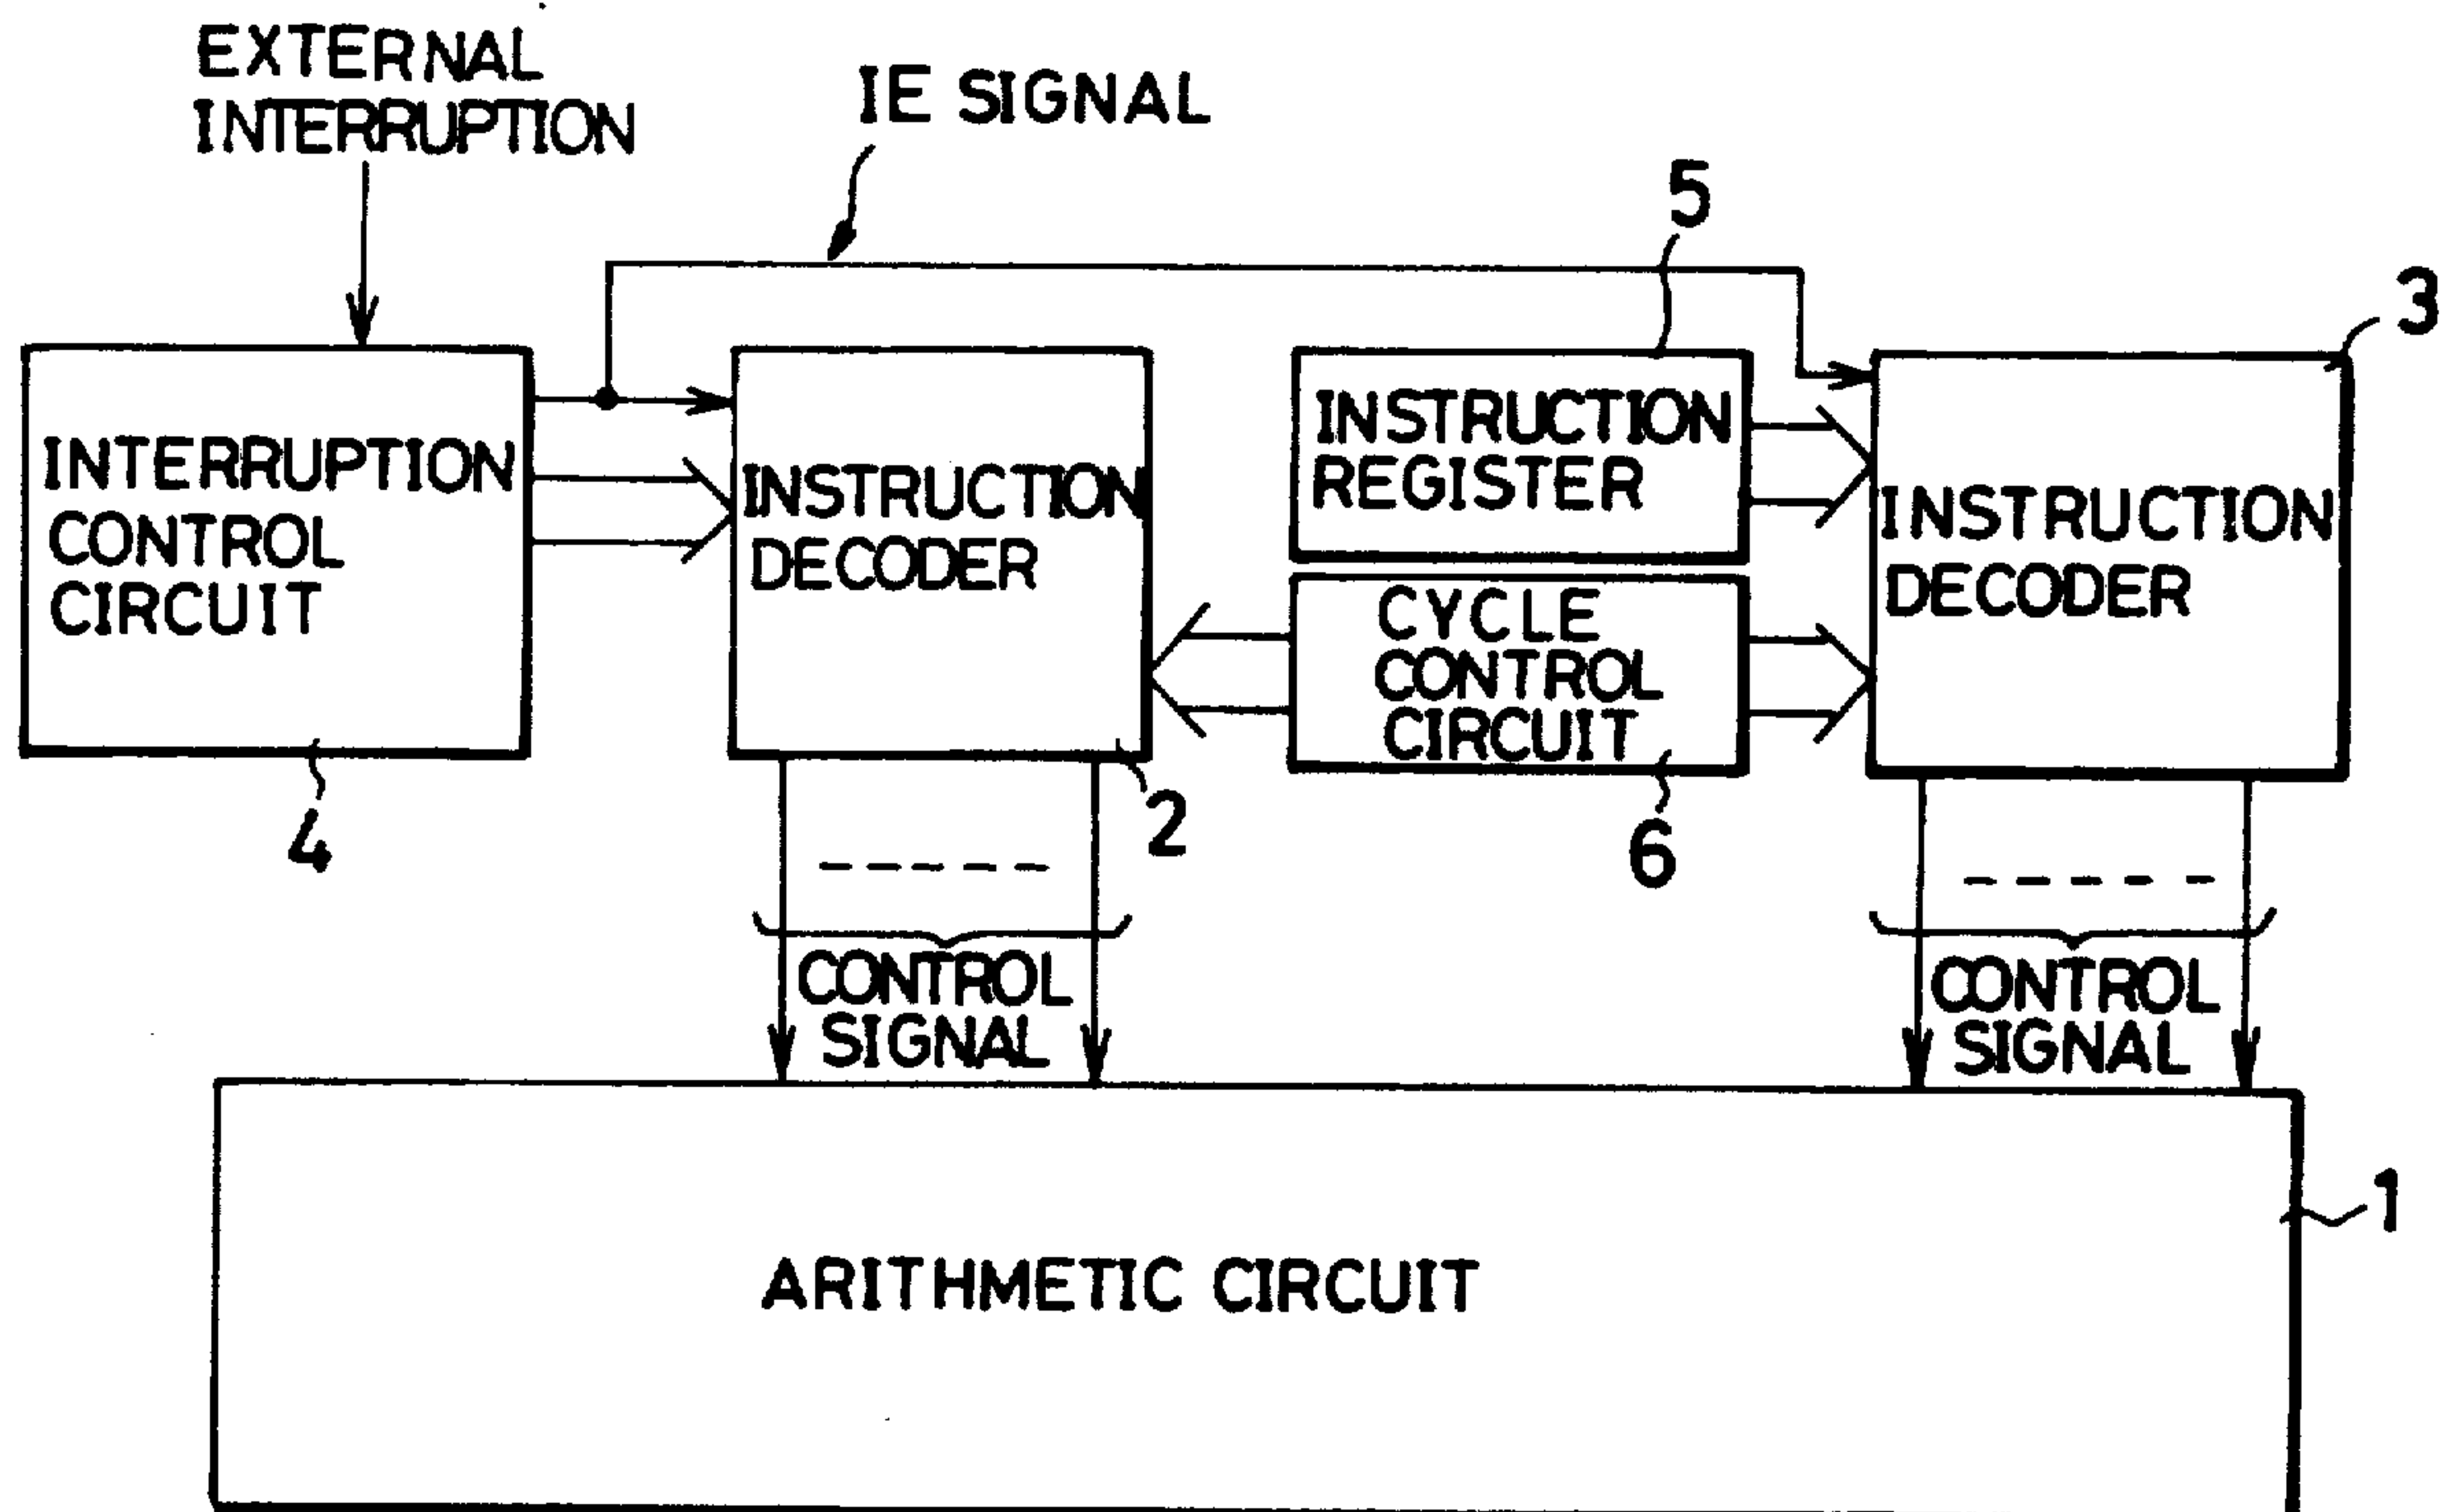 EXTERNAL
INTERRUPTION
IE SIGNAL
5
3
INTERRUPTION
CONTROL
CIRCUIT
INSTRUCTION
DECODER
INSTRUCTION
REGISTER
CYCLE
CONTROL
CIRCUIT
INSTRUCTION
DECODER
4
2
6
CONTROL
SIGNAL
CONTROL
SIGNAL
1
ARITHMETIC CIRCUIT